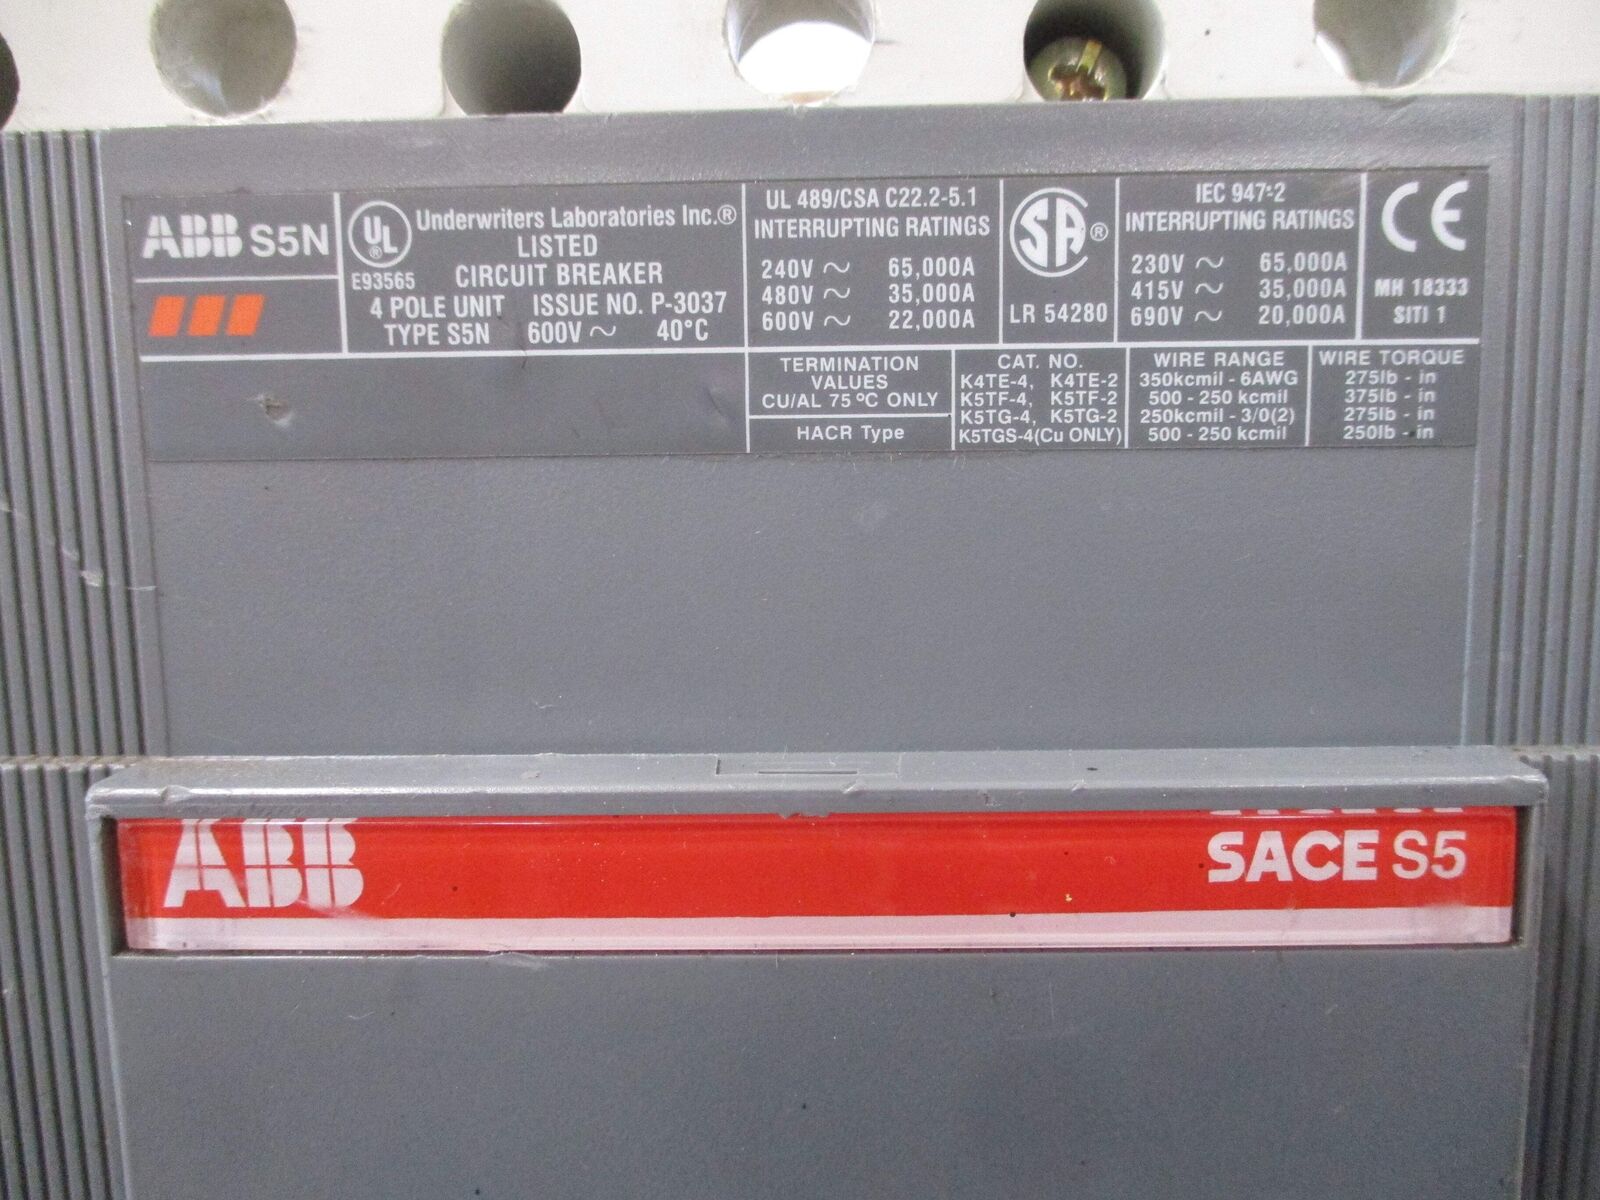 ABB S5N
UL ®
E93565
Underwriters Laboratories Inc.®
LISTED
CIRCUIT BREAKER
4 POLE UNIT ISSUE NO. P-3037
TYPE S5N 600V ~ 40°C
UL 489/CSA C22.2-5.1
INTERRUPTING RATINGS
240V ~ 65,000A
480V ~ 35,000A
600V ~ 22,000A
SA ®
LR 54280
IEC 947-2
INTERRUPTING RATINGS
230V ~ 65,000A
415V ~ 35,000A
690V ~ 20,000A
CE
MH 18333
SITI 1
TERMINATION
VALUES
CU/AL 75 °C ONLY
HACR Type
CAT. NO.
K4TE-4, K4TE-2
K5TF-4, K5TF-2
K5TG-4, K5TG-2
K5TGS-4(Cu ONLY)
WIRE RANGE
350kcmil - 6AWG
500 - 250 kcmil
250kcmil - 3/0(2)
500 - 250 kcmil
WIRE TORQUE
275lb - in
375lb - in
275lb - in
250lb - in
ABB
SACE S5